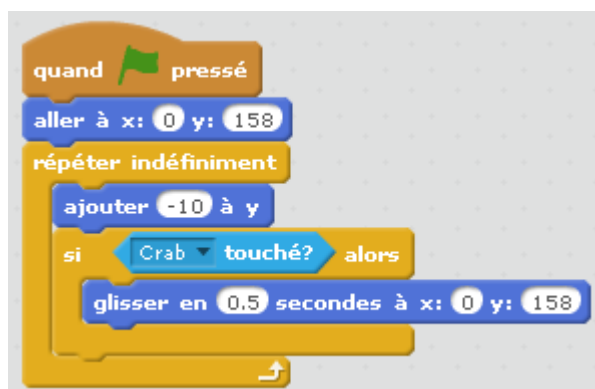 quand pressé
aller à x: 0 y: 158
répéter indéfiniment
ajouter -10 à y
si Crab touché? alors
glisser en 0.5 secondes à x: 0 y: 158